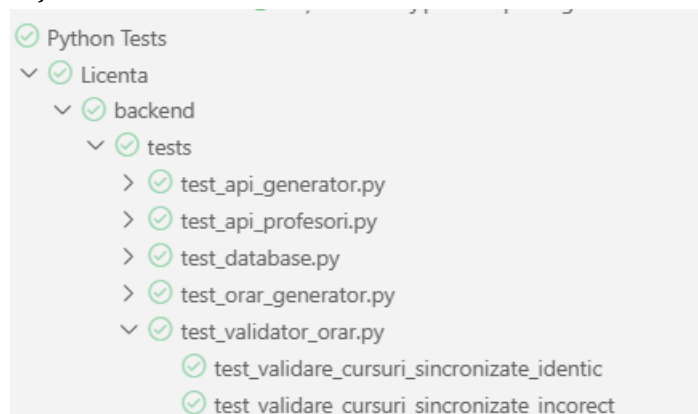 Python Tests
Licenta
backend
tests
test_api_generator.py
test_api_profesori.py
test_database.py
test_orar_generator.py
test_validator_orar.py
test_validare_cursuri_sincronizate_identic
test_validare_cursuri_sincronizate_incorect